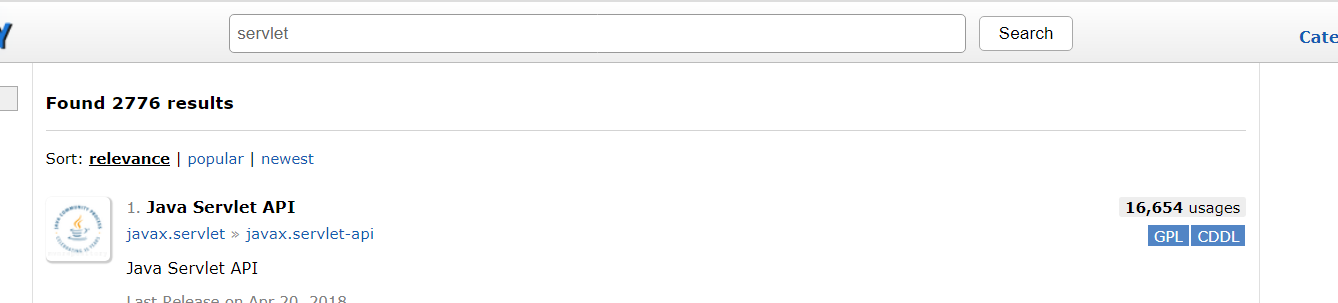 servlet
Search
Cate
Found 2776 results
Sort: relevance | popular | newest
1. Java Servlet API
16,654 usages
javax.servlet » javax.servlet-api
GPL CDDL
Java Servlet API
Last Release on Apr 20, 2018